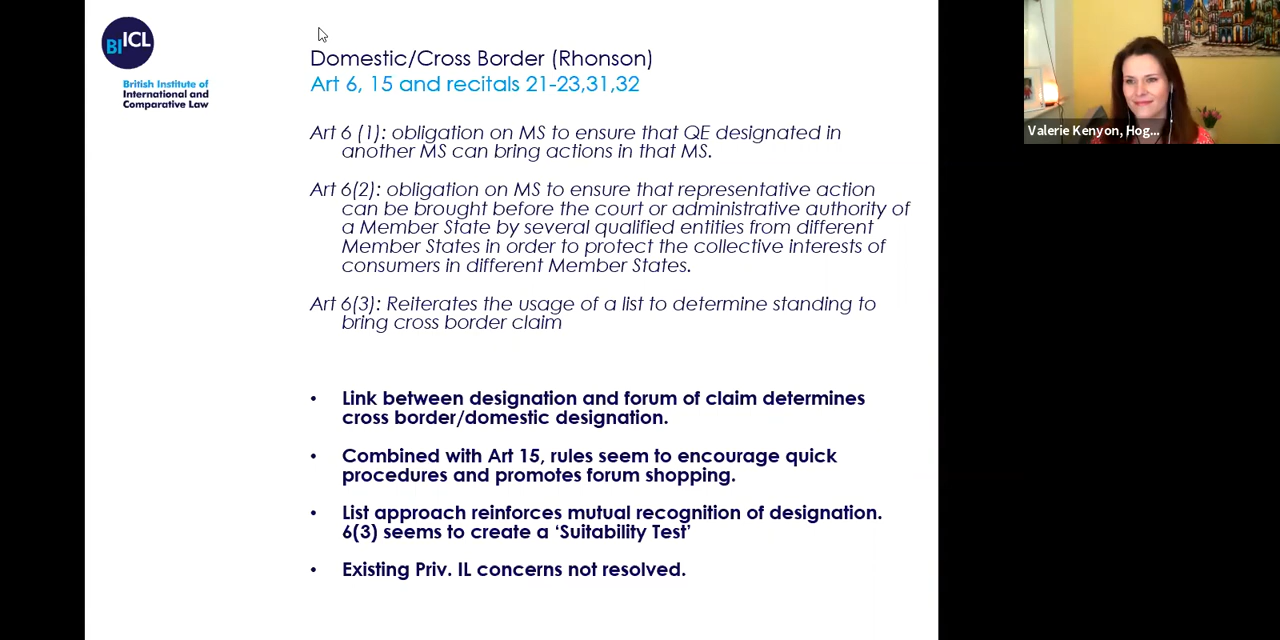 BIICL
British Institute of
International and
Comparative Law
Domestic/Cross Border (Rhonson)
Art 6, 15 and recitals 21-23,31,32
Art 6 (1): obligation on MS to ensure that QE designated in
another MS can bring actions in that MS.
Art 6(2): obligation on MS to ensure that representative action
can be brought before the court or administrative authority of
a Member State by several qualified entities from different
Member States in order to protect the collective interests of
consumers in different Member States.
Art 6(3): Reiterates the usage of a list to determine standing to
bring cross border claim
• Link between designation and forum of claim determines
cross border/domestic designation.
• Combined with Art 15, rules seem to encourage quick
procedures and promotes forum shopping.
• List approach reinforces mutual recognition of designation.
6(3) seems to create a ‘Suitability Test’
• Existing Priv. IL concerns not resolved.
Valerie Kenyon, Hog...